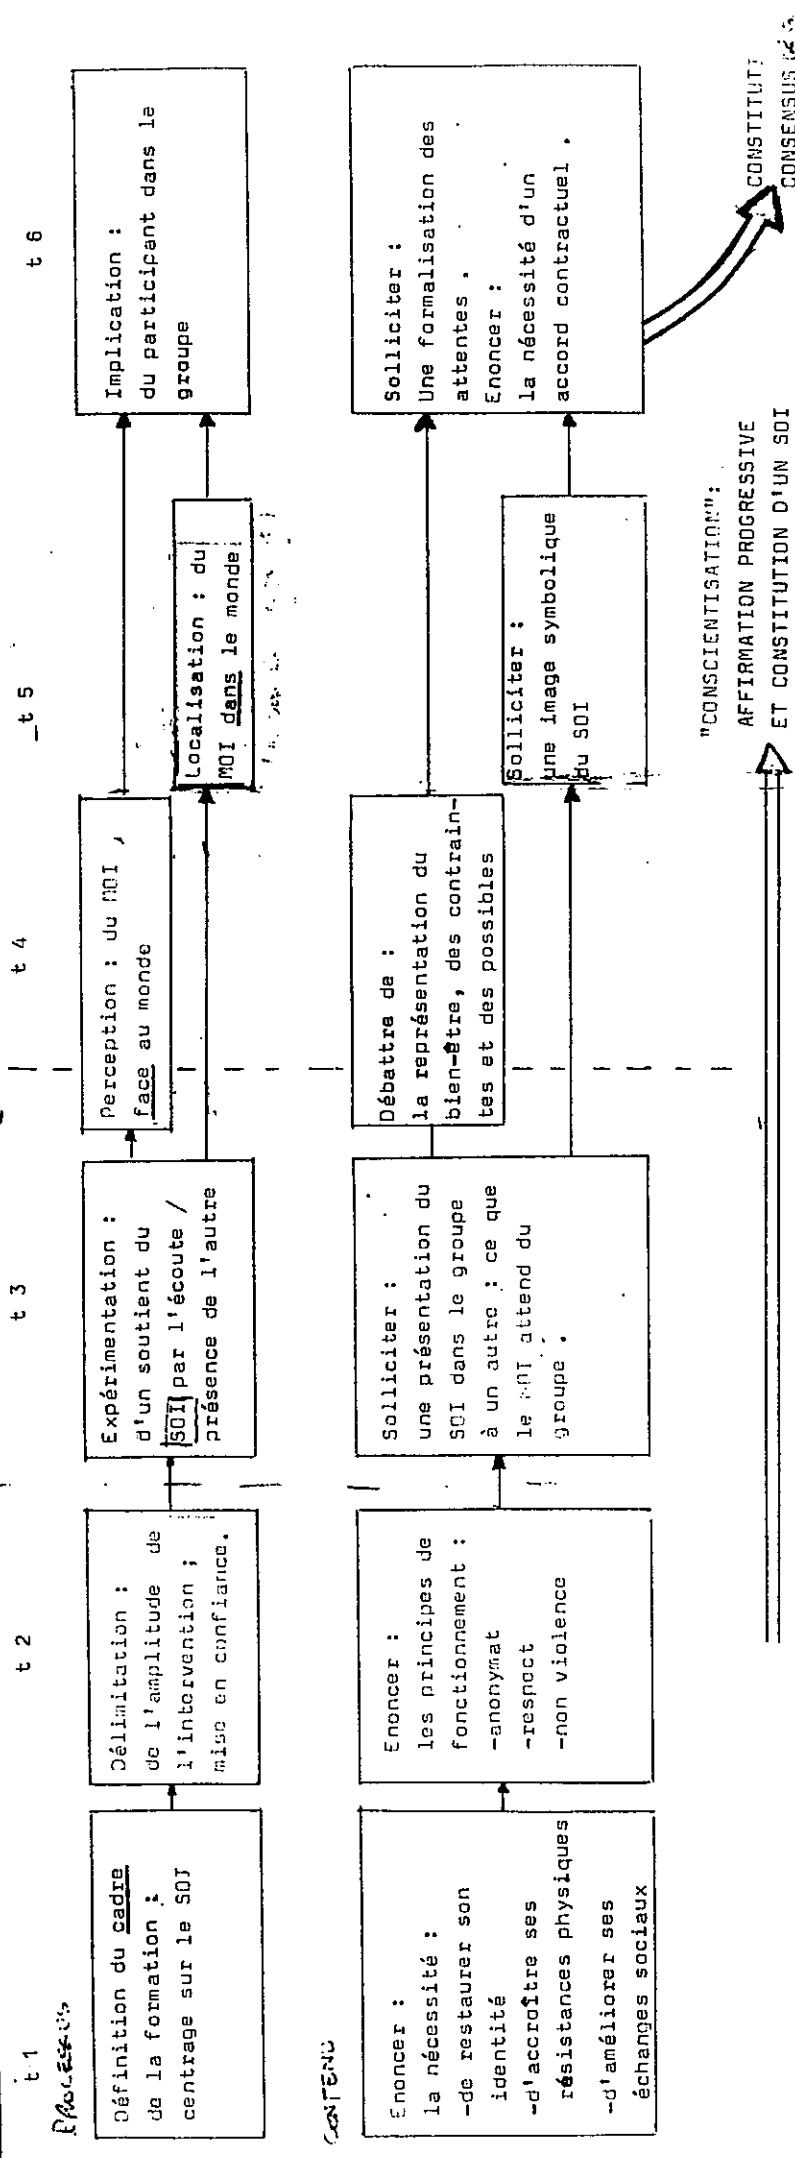 t 1
t 2
t 3
t 4
t 5
t 6
PROCESSUS
Définition du cadre
de la formation :
centrage sur le SOI
Délimitation :
de l'amplitude de
l'intervention ;
mise en confiance.
Expérimentation :
d'un soutient du
SOI par l'écoute /
présence de l'autre
Perception : du MOI ,
face au monde
Localisation : du
MOI dans le monde
Implication :
du participant dans le
groupe
CONTENU
Enoncer :
la nécessité :
-de restaurer son
identité
-d'accroître ses
résistances physiques
-d'améliorer ses
échanges sociaux
Enoncer :
les principes de
fonctionnement :
-anonymat
-respect
-non violence
Solliciter :
une présentation du
SOI dans le groupe
à un autre : ce que
le MOI attend du
groupe .
Débattre de :
la représentation du
bien-être, des contrain-
tes et des possibles
Solliciter :
une image symbolique
du SOI
Solliciter :
Une formalisation des
attentes .
Enoncer :
la nécessité d'un
accord contractuel .
"CONSCIENTISATION":
AFFIRMATION PROGRESSIVE
ET CONSTITUTION D'UN SOI
CONSTITUTI
CONSENSUS